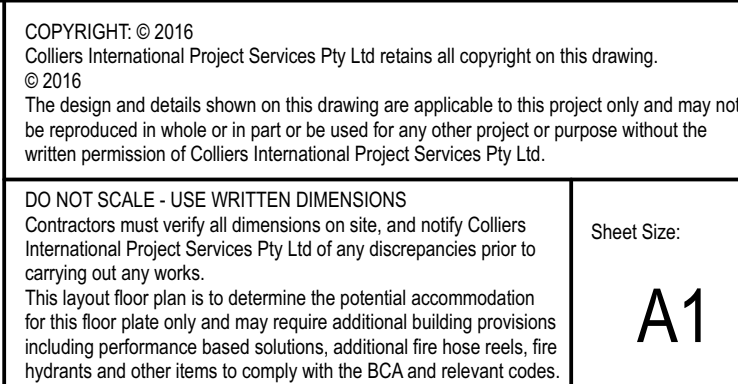 COPYRIGHT: © 2016
Colliers International Project Services Pty Ltd retains all copyright on this drawing.
© 2016
The design and details shown on this drawing are applicable to this project only and may not
be reproduced in whole or in part or be used for any other project or purpose without the
written permission of Colliers International Project Services Pty Ltd.
DO NOT SCALE - USE WRITTEN DIMENSIONS
Contractors must verify all dimensions on site, and notify Colliers
International Project Services Pty Ltd of any discrepancies prior to
carrying out any works.
This layout floor plan is to determine the potential accommodation
for this floor plate only and may require additional building provisions
including performance based solutions, additional fire hose reels, fire
hydrants and other items to comply with the BCA and relevant codes.
Sheet Size:
A1